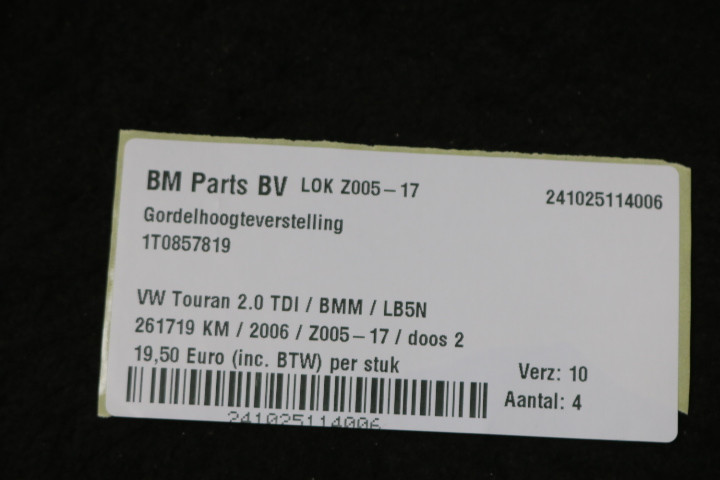 BM Parts BV LOK Z005-17 241025114006
Gordelhoogteverstelling
1T0857819
VW Touran 2.0 TDI / BMM / LB5N
261719 KM / 2006 / Z005-17 / doos 2
19,50 Euro (inc. BTW) per stuk Verz: 10
Aantal: 4
241025114006